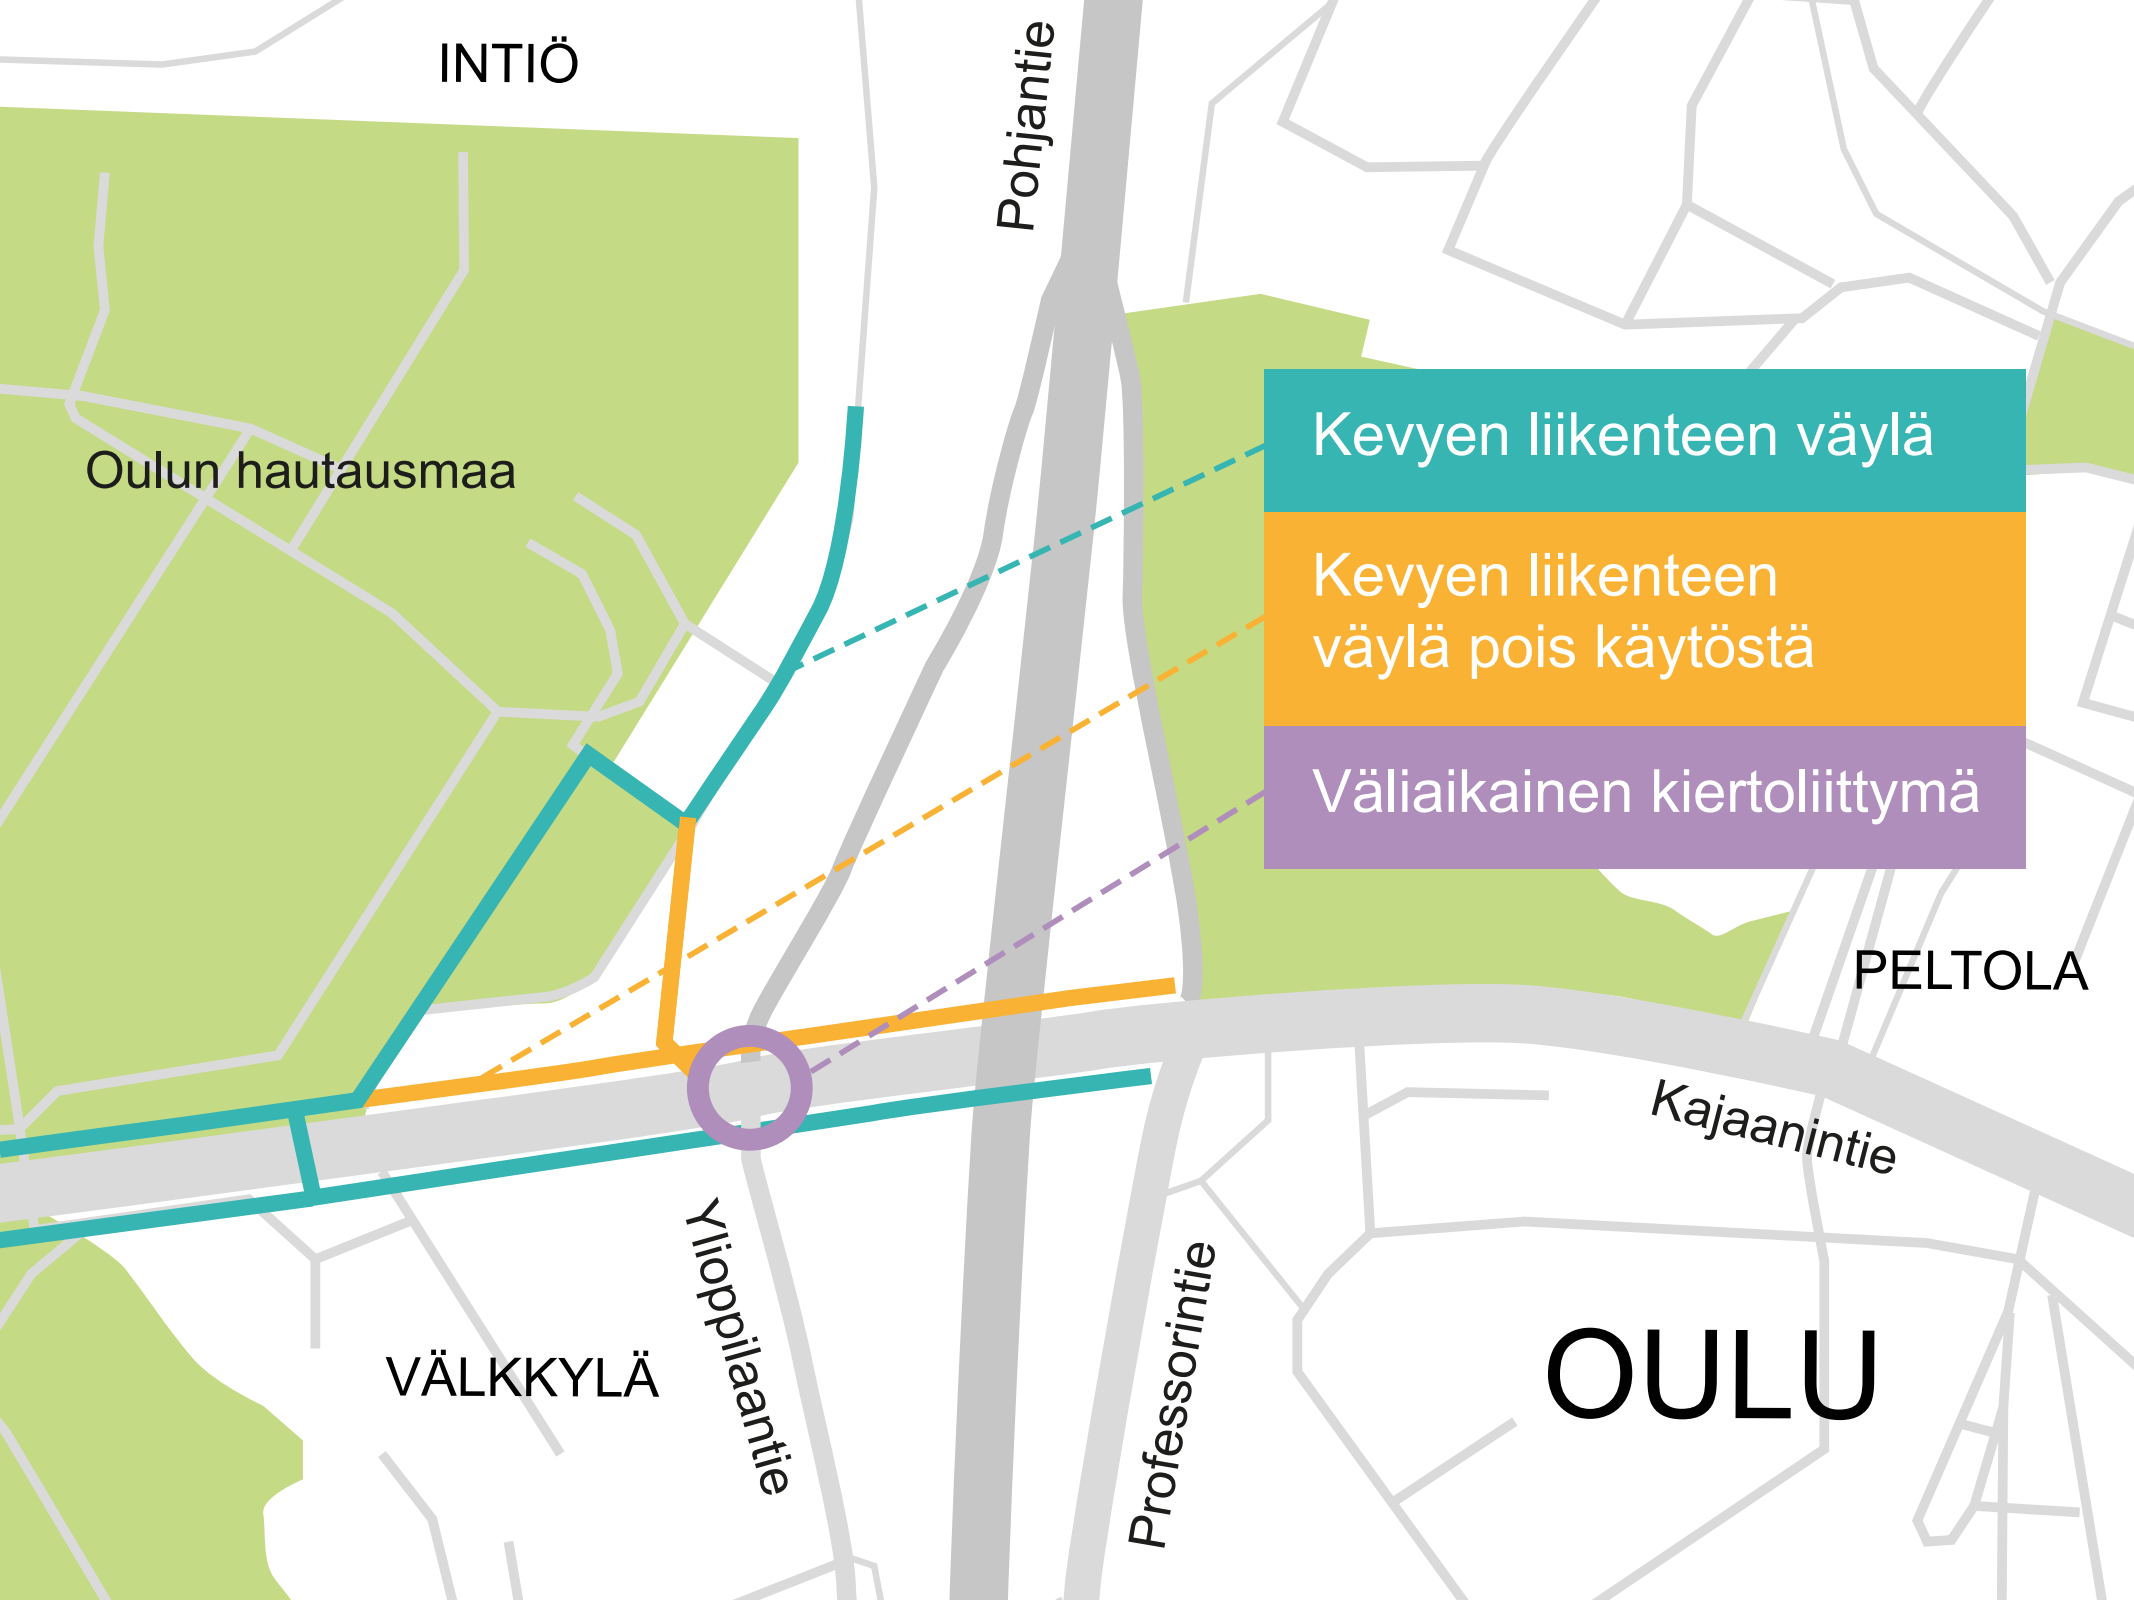 INTIÖ
Pohjantie
Oulun hautausmaa
Kevyen liikenteen väylä
Kevyen liikenteen
väylä pois käytöstä
Väliaikainen kiertoliittymä
PELTOLA
Kajaanintie
Ylioppilaantie
Professorintie
VÄLKKYLÄ
OULU